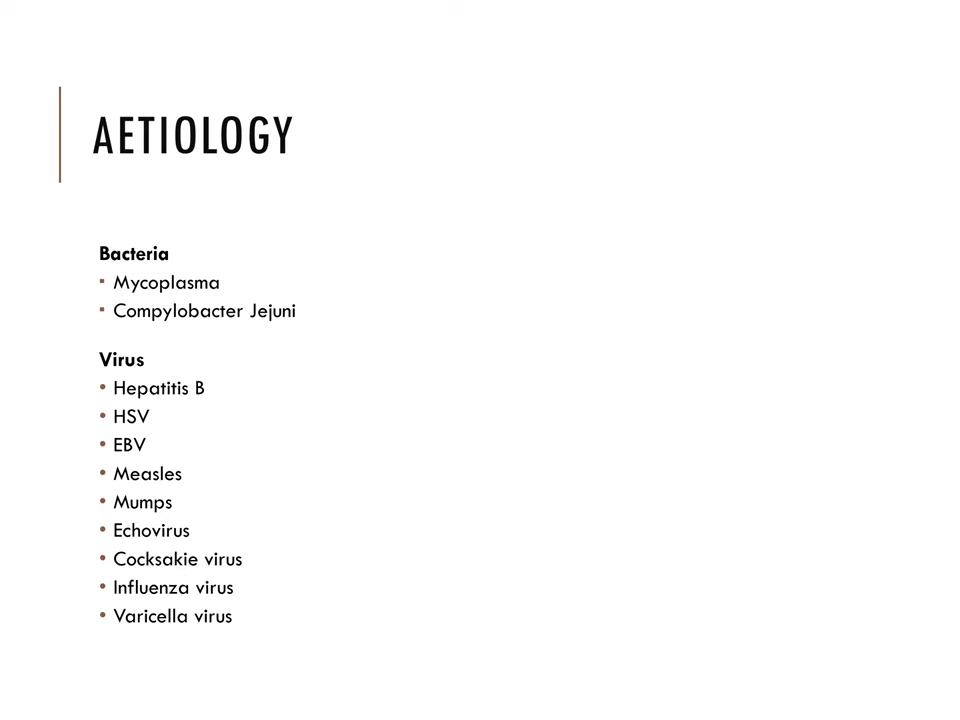 AETIOLOGY
Bacteria
▪ Mycoplasma
▪ Compylobacter Jejuni
Virus
• Hepatitis B
• HSV
• EBV
• Measles
• Mumps
• Echovirus
• Cocksakie virus
• Influenza virus
• Varicella virus